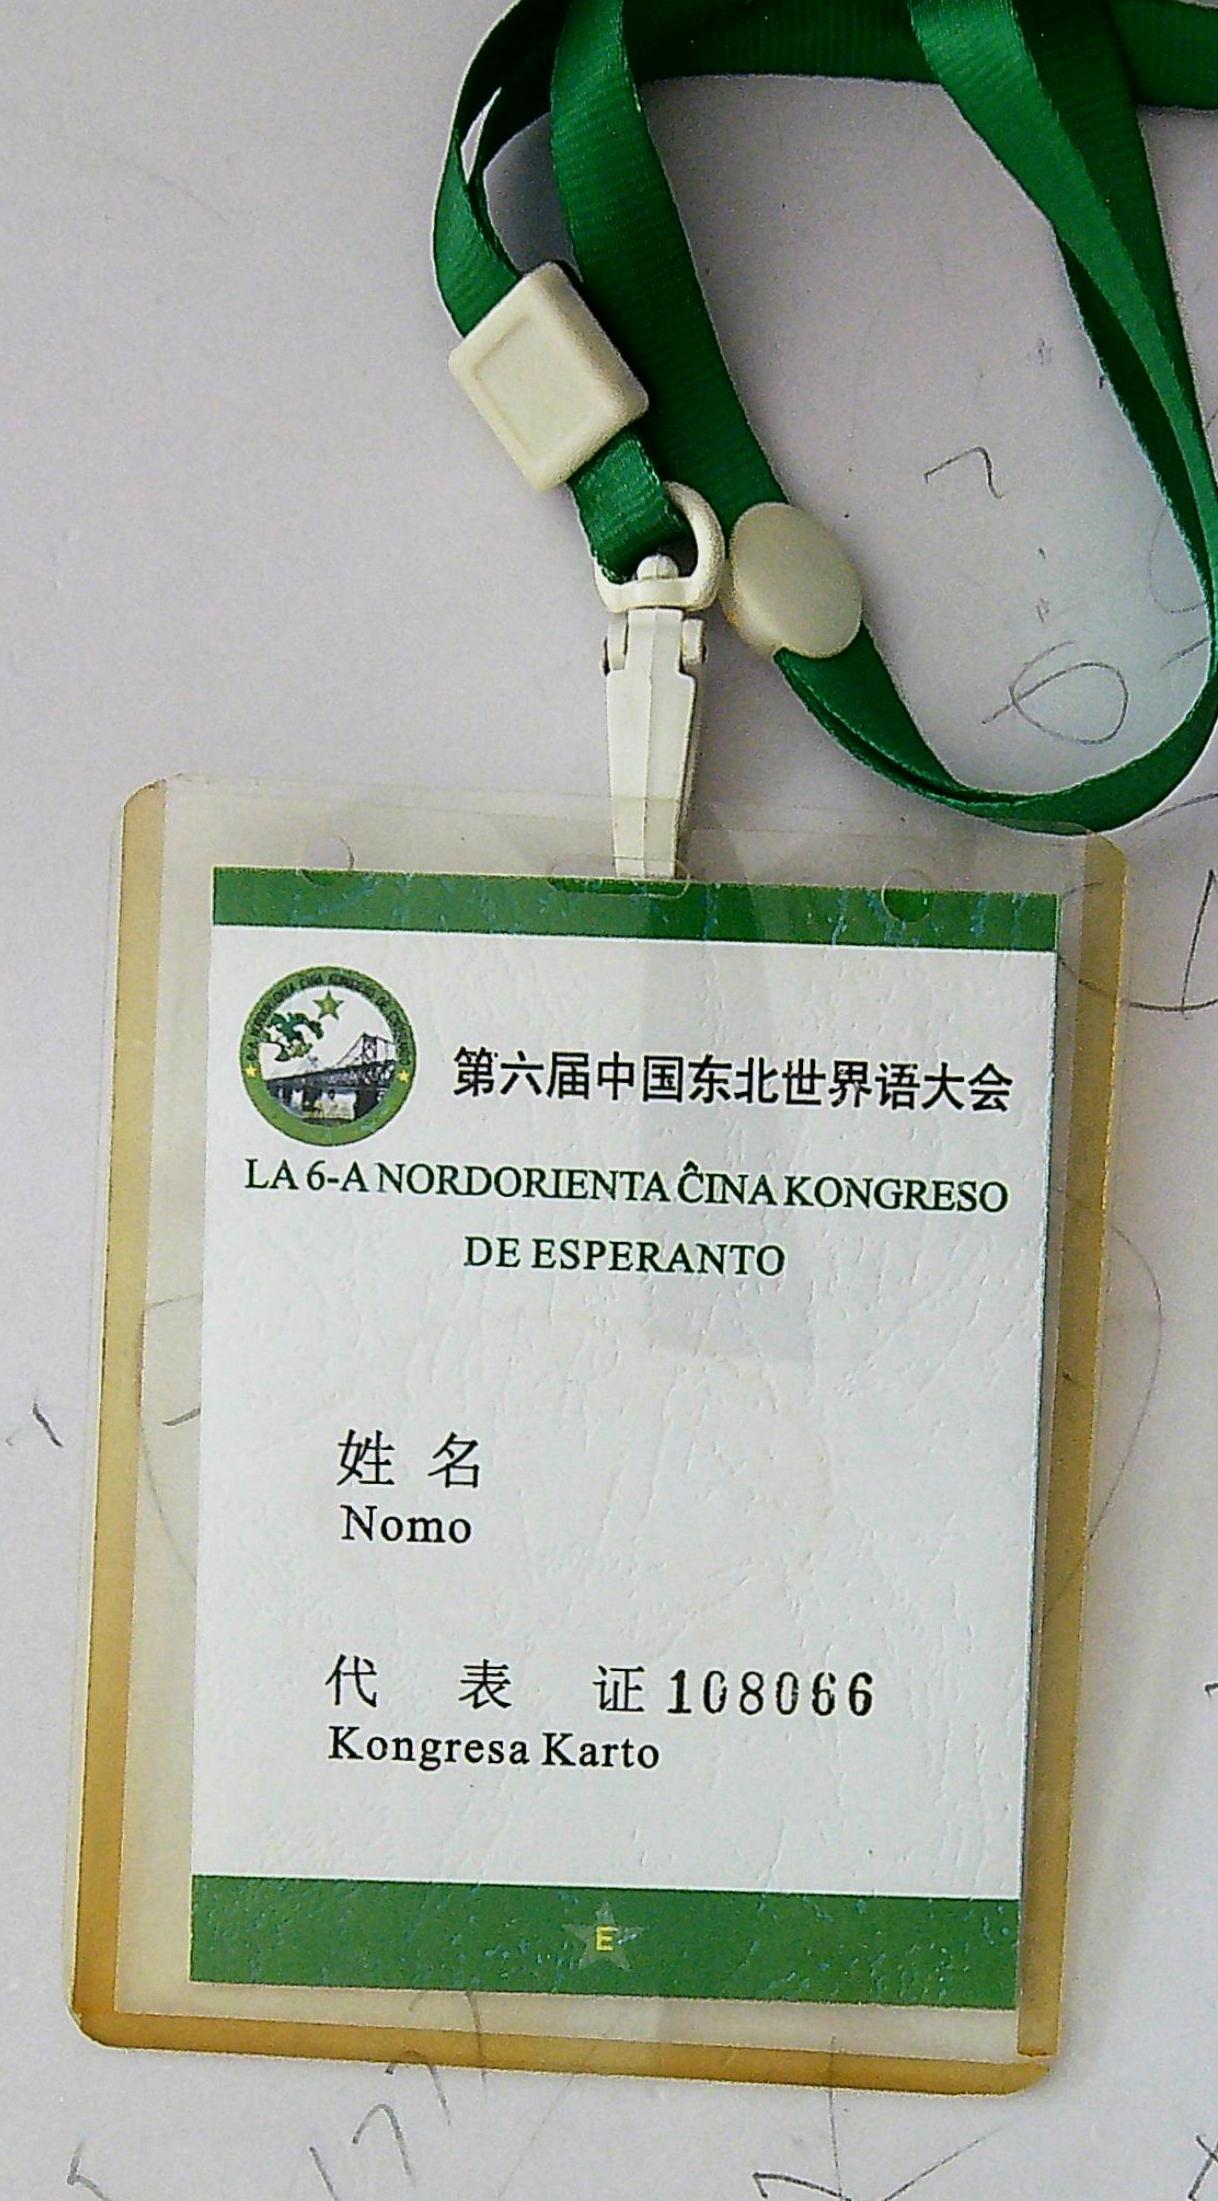 第六届中国东北世界语大会
LA 6-A NORDORIENTA ĈINA KONGRESO
DE ESPERANTO
姓 名
Nomo
代 表 证 108066
Kongresa Karto
E